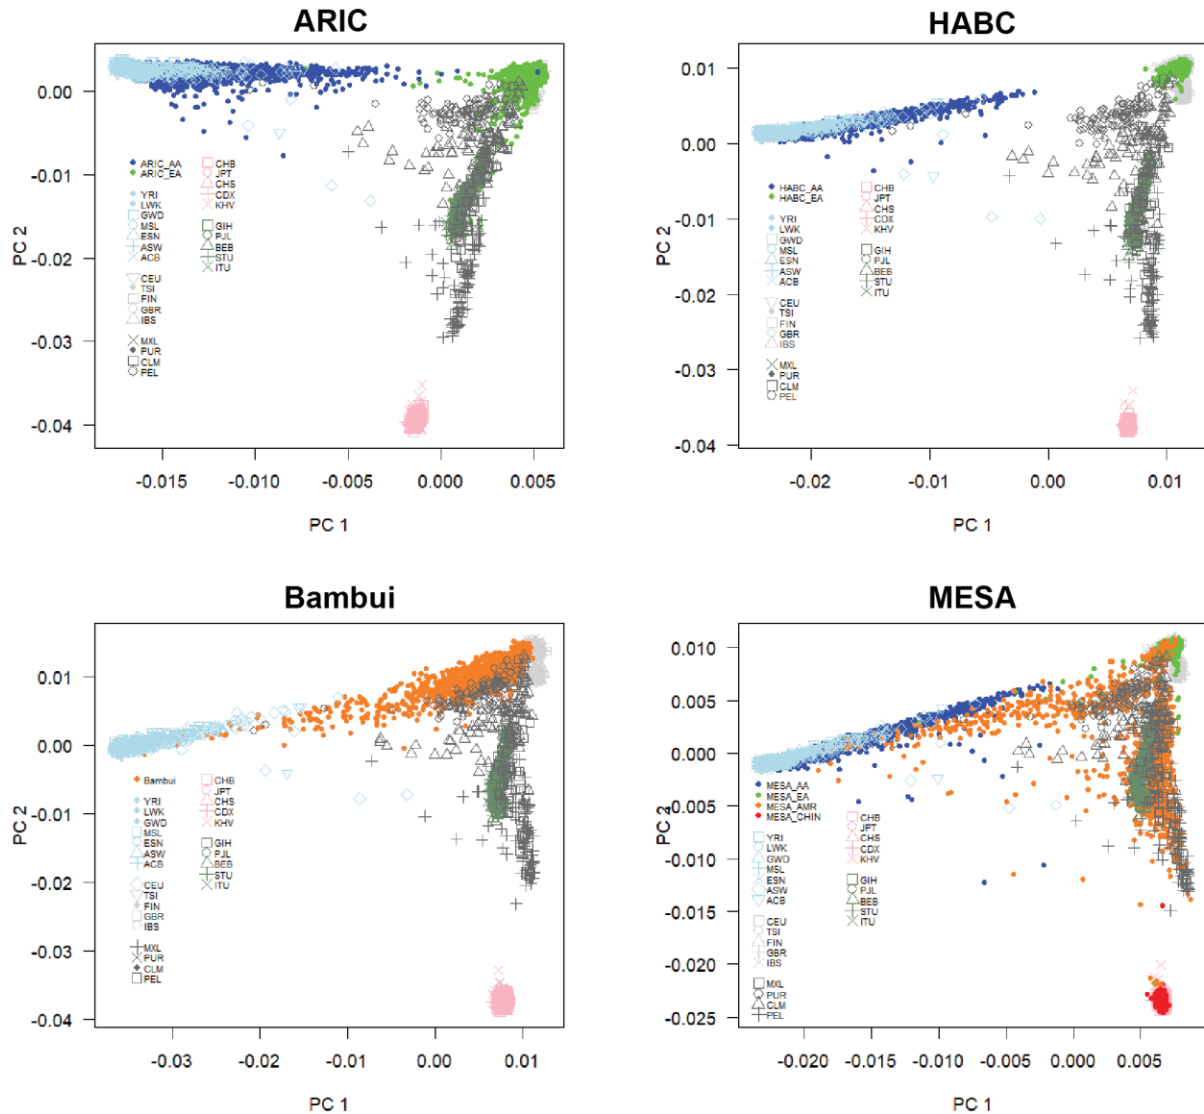 ARIC
PC 2
0.00
-0.01
-0.02
-0.03
-0.04
ARIC_AA
ARIC_EA
YRI
LWK
GWD
MSL
ESN
ASW
ACB
CEU
TSI
FIN
GBR
IBS
MXL
PUR
CLM
PEL
CHB
JPT
CHS
CDX
KHV
GIH
PJL
BEB
STU
ITU
-0.015 -0.010 -0.005 0.000 0.005
PC 1
HABC
PC 2
0.010
0.00
-0.01
-0.02
-0.03
-0.04
HABC_AA
HABC_EA
YRI
LWK
GWD
MSL
ESN
ASW
ACB
CEU
TSI
FIN
GBR
IBS
MXL
PUR
CLM
PEL
CHB
JPT
CHS
CDX
KHV
GIH
PJL
BEB
STU
ITU
-0.02 -0.01 0.00 0.01
PC 1
Bambui
PC 2
0.010
0.00
-0.01
-0.02
-0.03
-0.04
Bambui
YRI
LWK
GWD
MSL
ESN
ASW
ACB
CEU
TSI
FIN
GBR
IBS
MXL
PUR
CLM
PEL
CHB
JPT
CHS
CDX
KHV
GIH
PJL
BEB
STU
ITU
-0.03 -0.02 -0.01 0.00 0.01
PC 1
MESA
PC 2
0.010
0.005
0.000
-0.005
-0.010
-0.015
-0.020
-0.025
MESA_AA
MESA_EA
MESA_AMR
MESA_CHIN
YRI
LWK
GWD
MSL
ESN
ASW
ACB
CEU
TSI
FIN
GBR
IBS
MXL
PUR
CLM
PEL
CHB
JPT
CHS
CDX
KHV
GIH
PJL
BEB
STU
ITU
-0.020 -0.015 -0.010 -0.005 0.000 0.005
PC 1